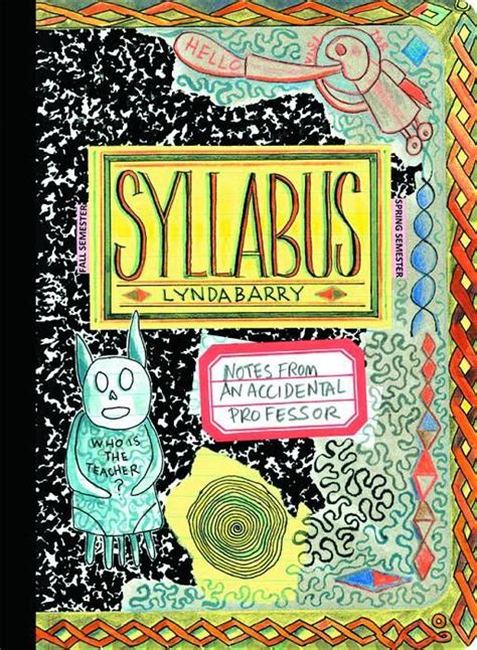 HELLO
FALL SEMESTER
SYLLABUS
LYNDA BARRY
SPRING SEMESTER
NOTES FROM
AN ACCIDENTAL
PROFESSOR
WHO IS
THE
TEACHER
?